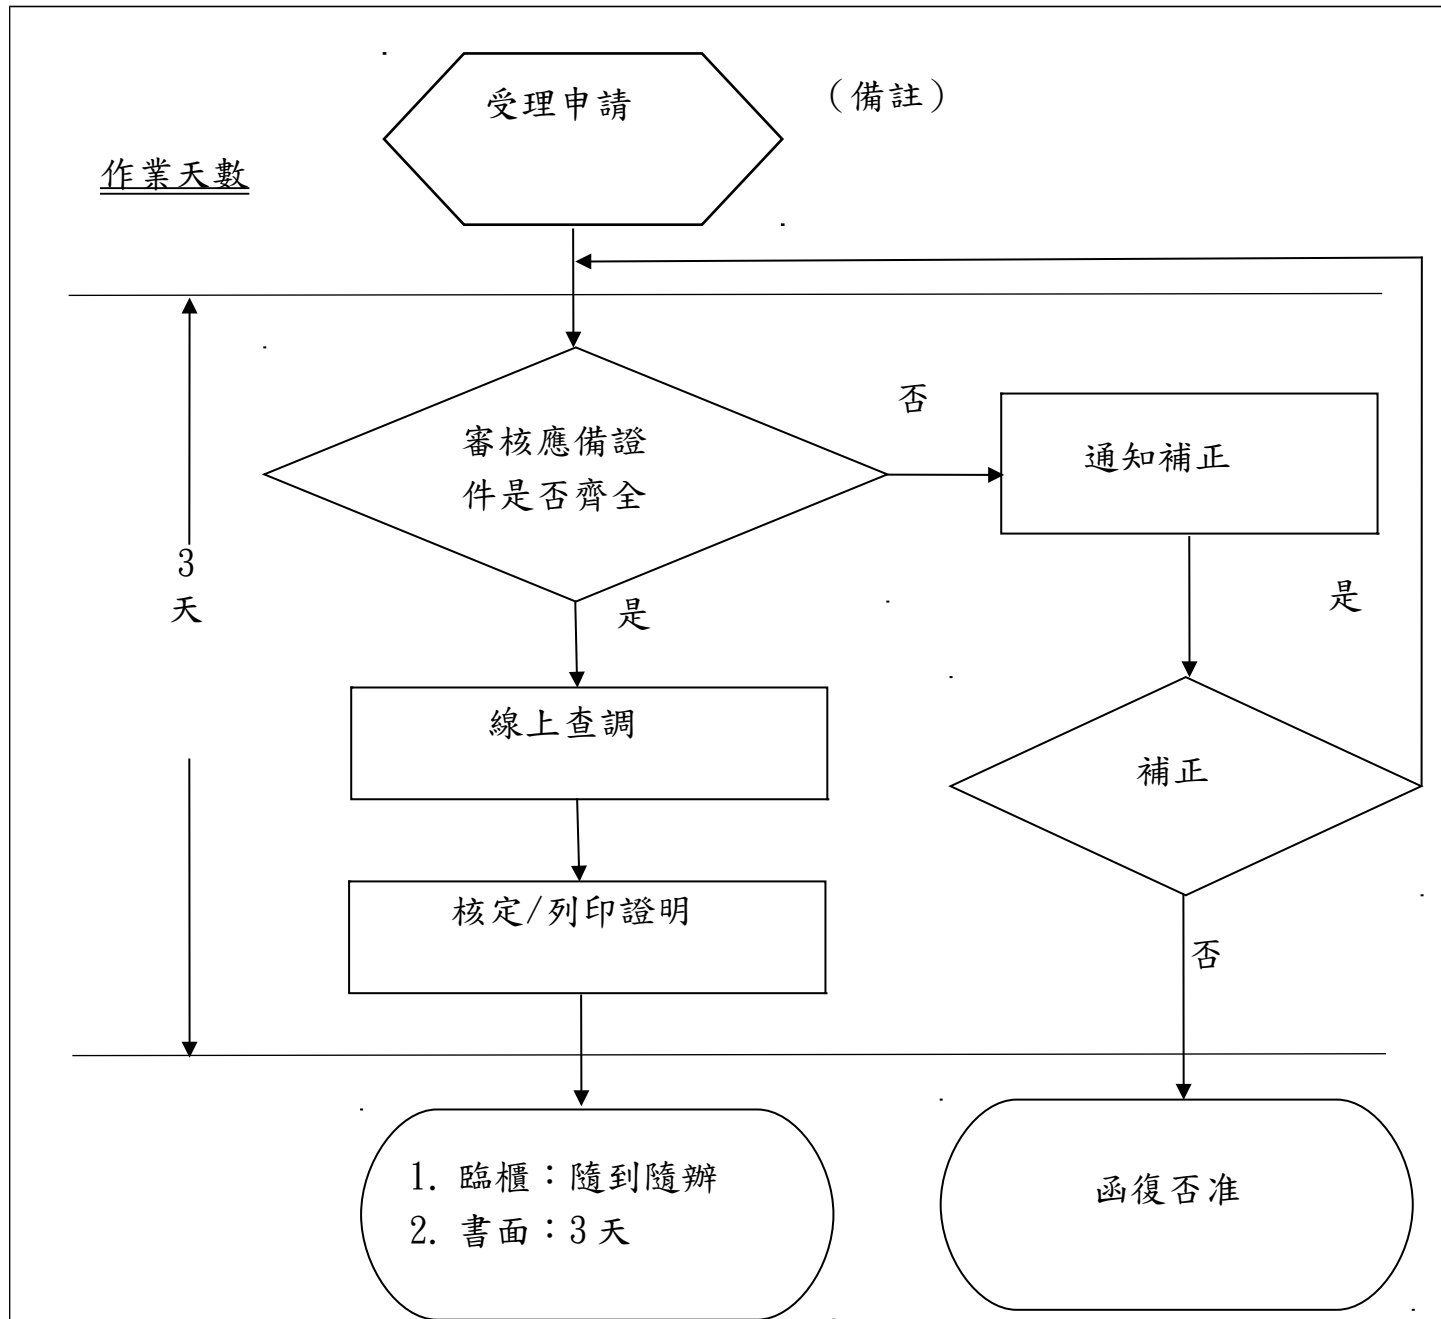 受理申請
（備註）
作業天數
否
審核應備證
件是否齊全
通知補正
3
天
是
是
線上查調
補正
核定/列印證明
否
1. 臨櫃：隨到隨辦
2. 書面：3天
函復否准